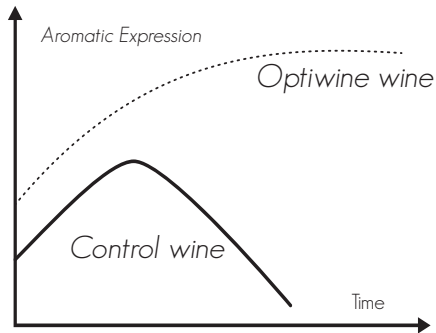 Aromatic Expression
Optiwine wine
Control wine
Time